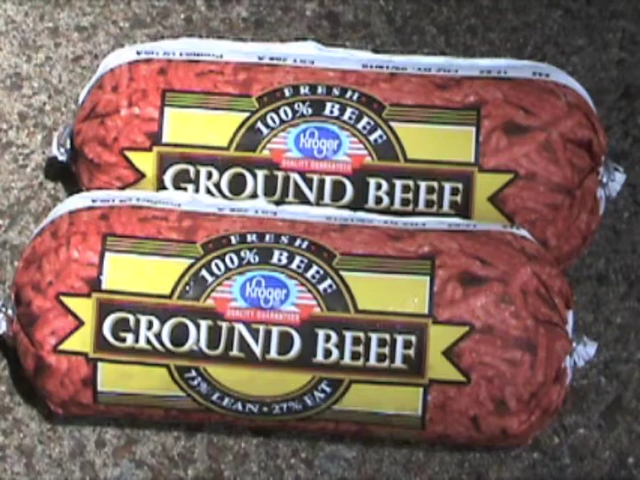 FRESH
100% BEEF
Kroger
QUALITY GUARANTEED
GROUND BEEF
FRESH
100% BEEF
Kroger
QUALITY GUARANTEED
GROUND BEEF
73% LEAN • 27% FAT